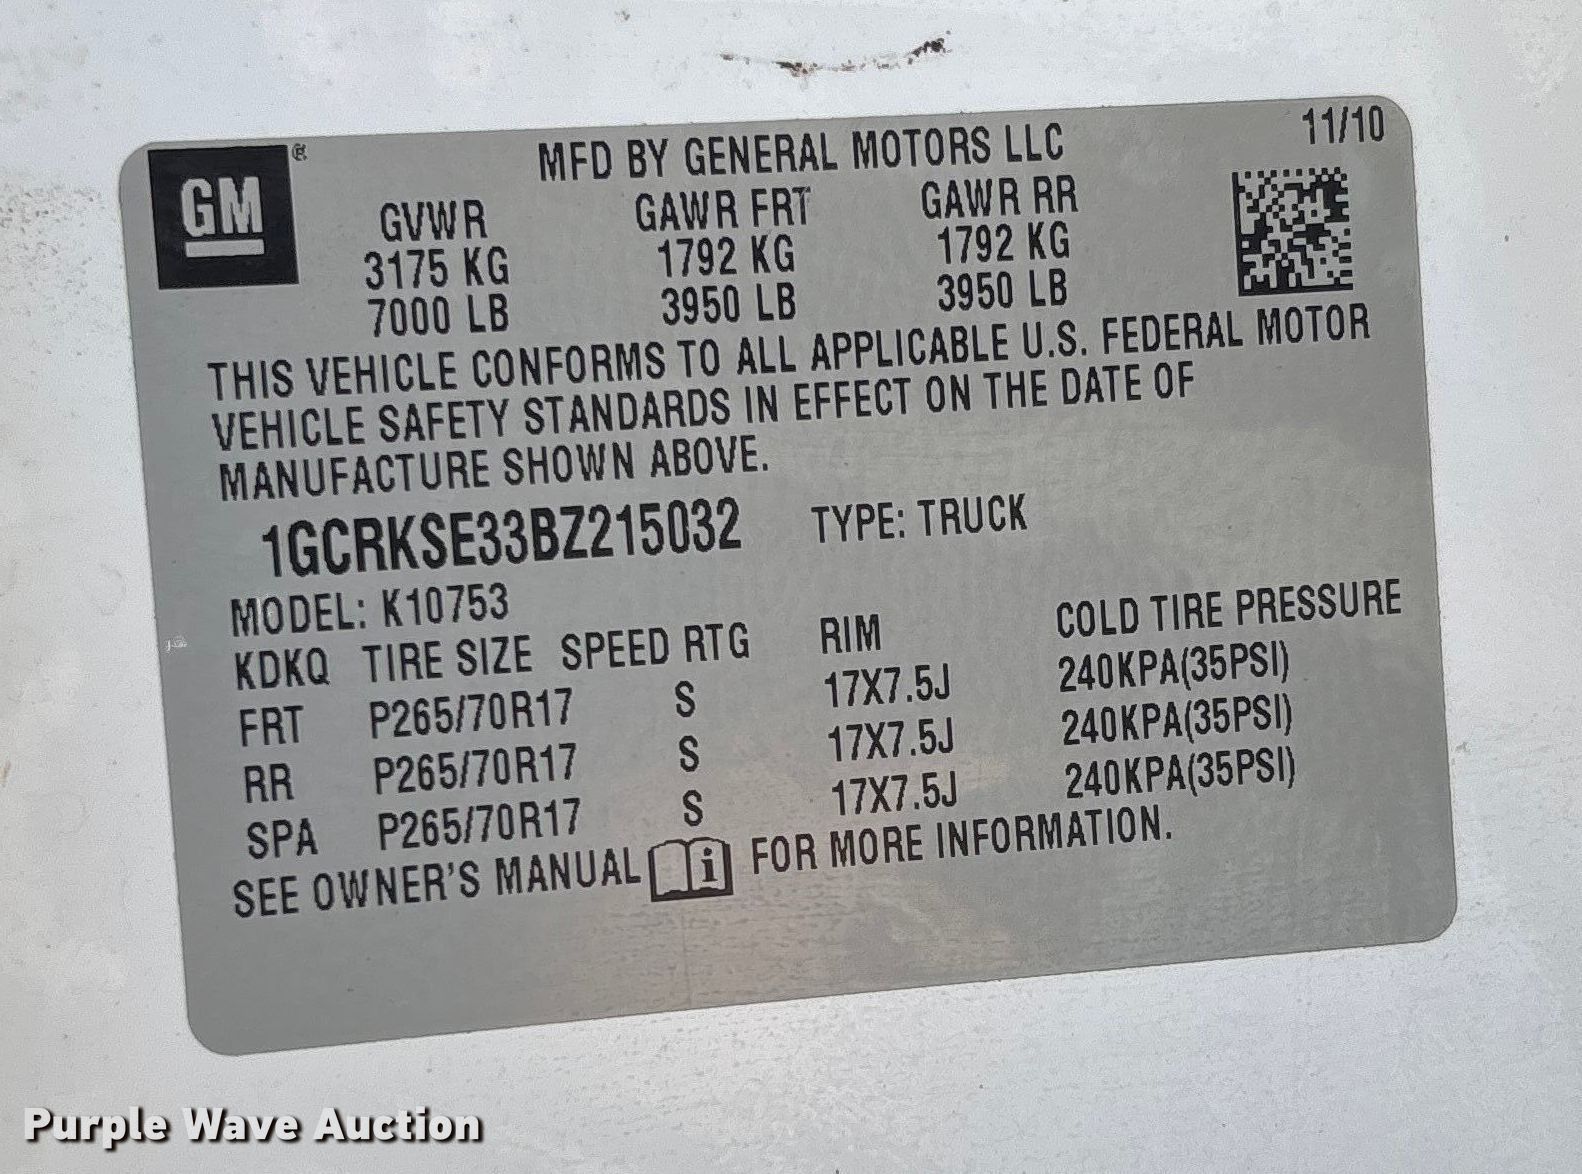 MFD BY GENERAL MOTORS LLC 11/10
GM ®
GVWR GAWR FRT GAWR RR
3175 KG 1792 KG 1792 KG
7000 LB 3950 LB 3950 LB
THIS VEHICLE CONFORMS TO ALL APPLICABLE U.S. FEDERAL MOTOR
VEHICLE SAFETY STANDARDS IN EFFECT ON THE DATE OF
MANUFACTURE SHOWN ABOVE.
1GCRKSE33BZ215032 TYPE: TRUCK
MODEL: K10753
KDKQ TIRE SIZE SPEED RTG RIM COLD TIRE PRESSURE
FRT P265/70R17 S 17X7.5J 240KPA(35PSI)
RR P265/70R17 S 17X7.5J 240KPA(35PSI)
SPA P265/70R17 S 17X7.5J 240KPA(35PSI)
SEE OWNER'S MANUAL i FOR MORE INFORMATION.
Purple Wave Auction